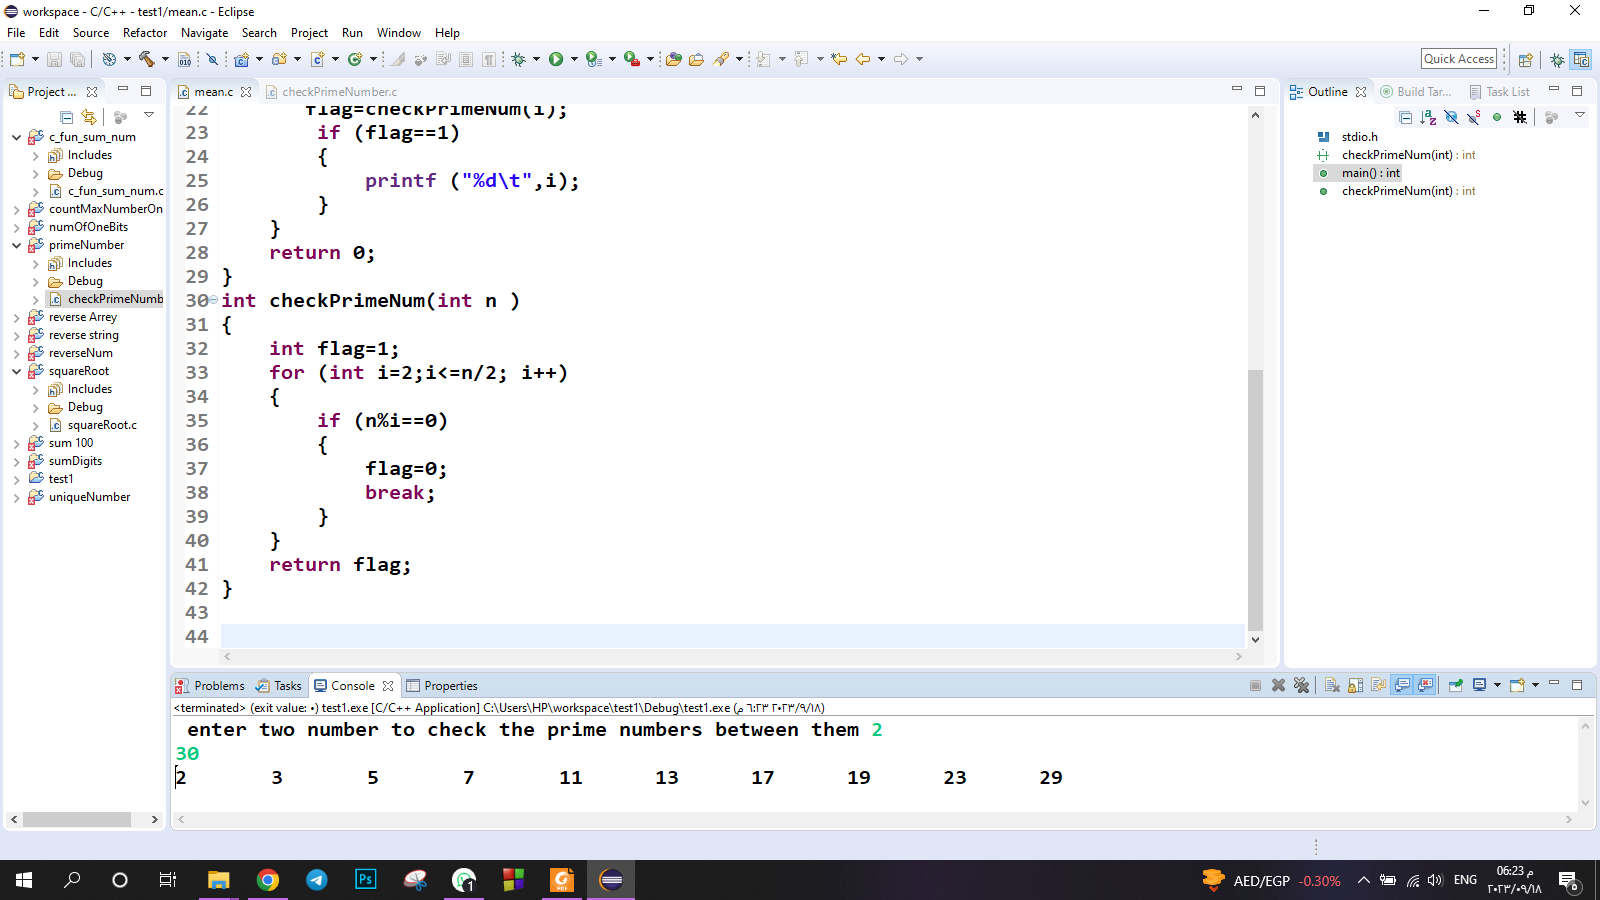 workspace - C/C++ - test1/mean.c - Eclipse
File Edit Source Refactor Navigate Search Project Run Window Help
Quick Access
Project ...
c_fun_sum_num
Includes
Debug
c_fun_sum_num.c
countMaxNumberOn
numOfOneBits
primeNumber
Includes
Debug
checkPrimeNumb
reverse Arrey
reverse string
reverseNum
squareRoot
Includes
Debug
squareRoot.c
sum 100
sumDigits
test1
uniqueNumber
mean.c checkPrimeNumber.c
22 flag=checkPrimeNum(i);
23 if (flag==1)
24 {
25 printf ("%d\t",i);
26 }
27 }
28 return 0;
29 }
30 int checkPrimeNum(int n )
31 {
32 int flag=1;
33 for (int i=2;i<=n/2; i++)
34 {
35 if (n%i==0)
36 {
37 flag=0;
38 break;
39 }
40 }
41 return flag;
42 }
43
44
Outline Build Tar... Task List
stdio.h
checkPrimeNum(int) : int
main() : int
checkPrimeNum(int) : int
Problems Tasks Console Properties
<terminated> (exit value: ٠) test1.exe [C/C++ Application] C:\Users\HP\workspace\test1\Debug\test1.exe (٢٠٢٣/٩/١٨ ٦:٢٣ م)
enter two number to check the prime numbers between them 2
30
2 3 5 7 11 13 17 19 23 29
AED/EGP -0.30% ENG
06:23 م
٢٠٢٣/٠٩/١٨